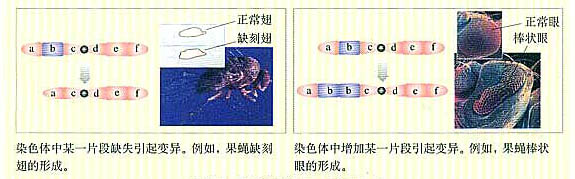 正常翅
缺刻翅
a b c d e f
a c d e f
染色体中某一片段缺失引起变异。例如，果蝇缺刻
翅的形成。
正常眼
棒状眼
a b c d e f
a b b c d e f
染色体中增加某一片段引起变异。例如，果蝇棒状
眼的形成。